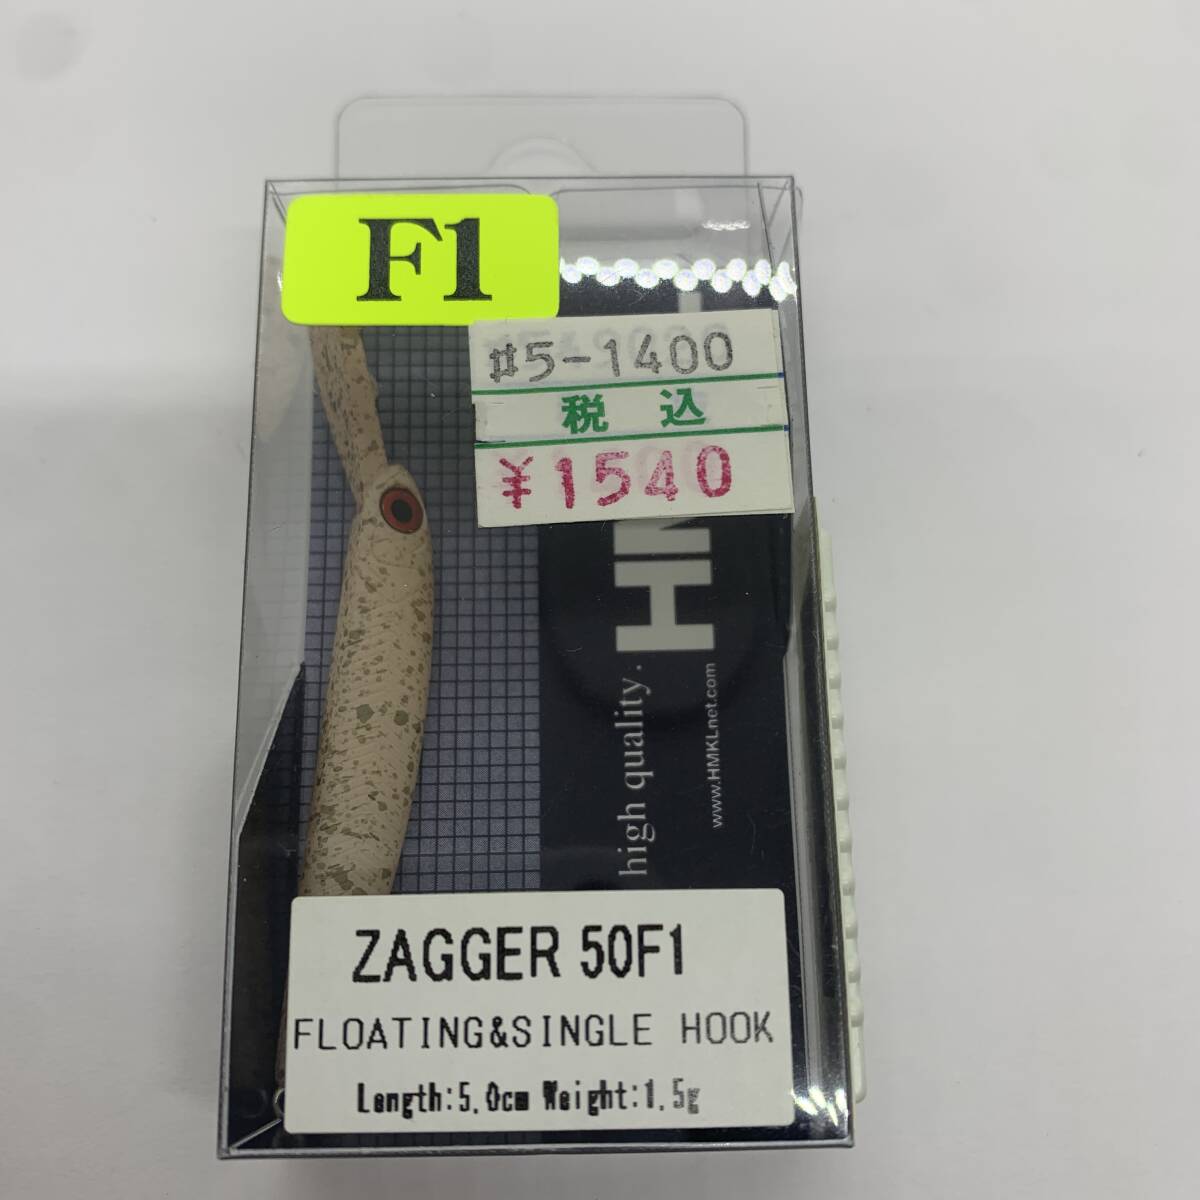 F1
#5-1400
税込
¥1540
HM
high quality.
www.HMKLnet.com
ZAGGER 50F1
FLOATING&SINGLE HOOK
Length:5.0cm Weight:1.5g